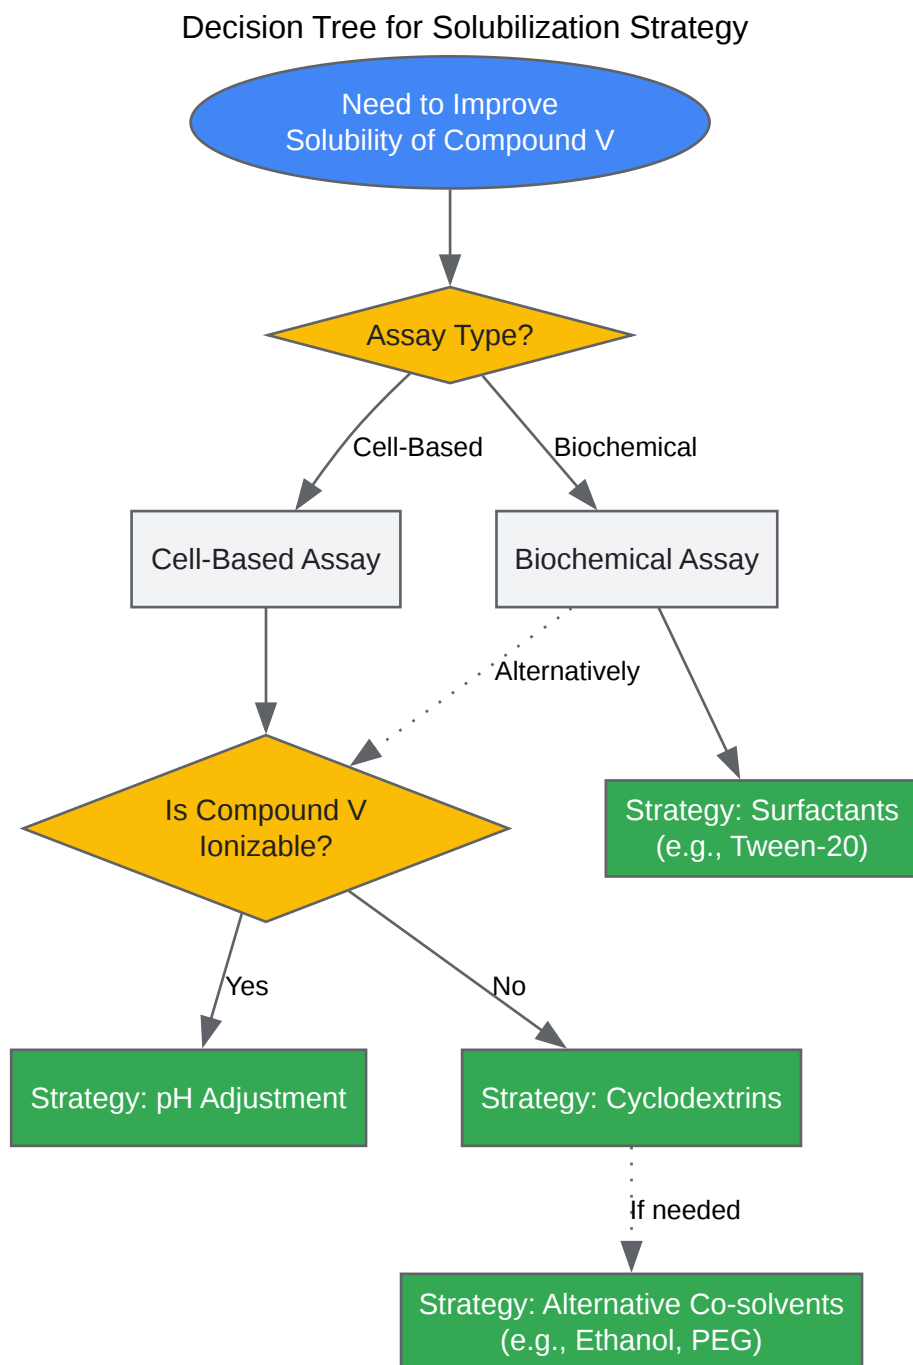 Decision Tree for Solubilization Strategy
Need to Improve
Solubility of Compound V
Assay Type?
Cell-Based
Biochemical
Cell-Based Assay
Biochemical Assay
Alternatively
Is Compound V
Ionizable?
Strategy: Surfactants
(e.g., Tween-20)
Yes
No
Strategy: pH Adjustment
Strategy: Cyclodextrins
If needed
Strategy: Alternative Co-solvents
(e.g., Ethanol, PEG)